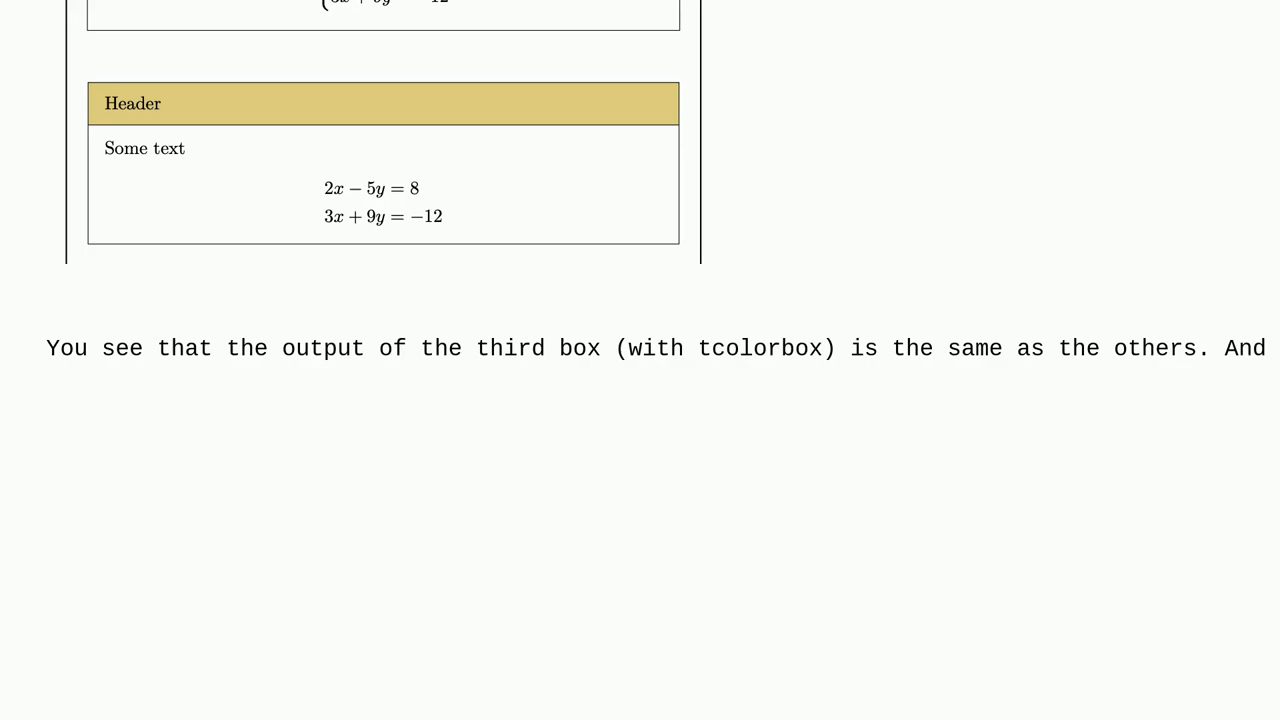 Header
Some text
2x − 5y = 8
3x + 9y = −12
You see that the output of the third box (with tcolorbox) is the same as the others. And